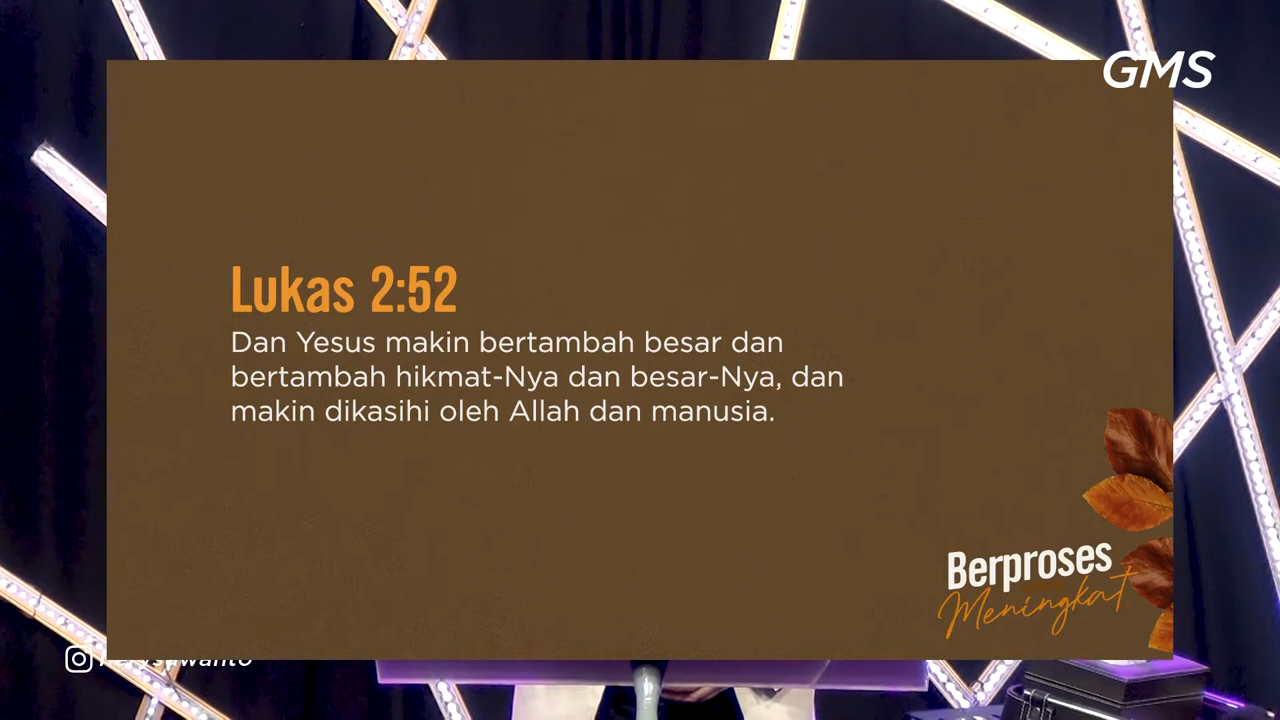 GMS
Lukas 2:52
Dan Yesus makin bertambah besar dan
bertambah hikmat-Nya dan besar-Nya, dan
makin dikasihi oleh Allah dan manusia.
Berproses
Meningkat